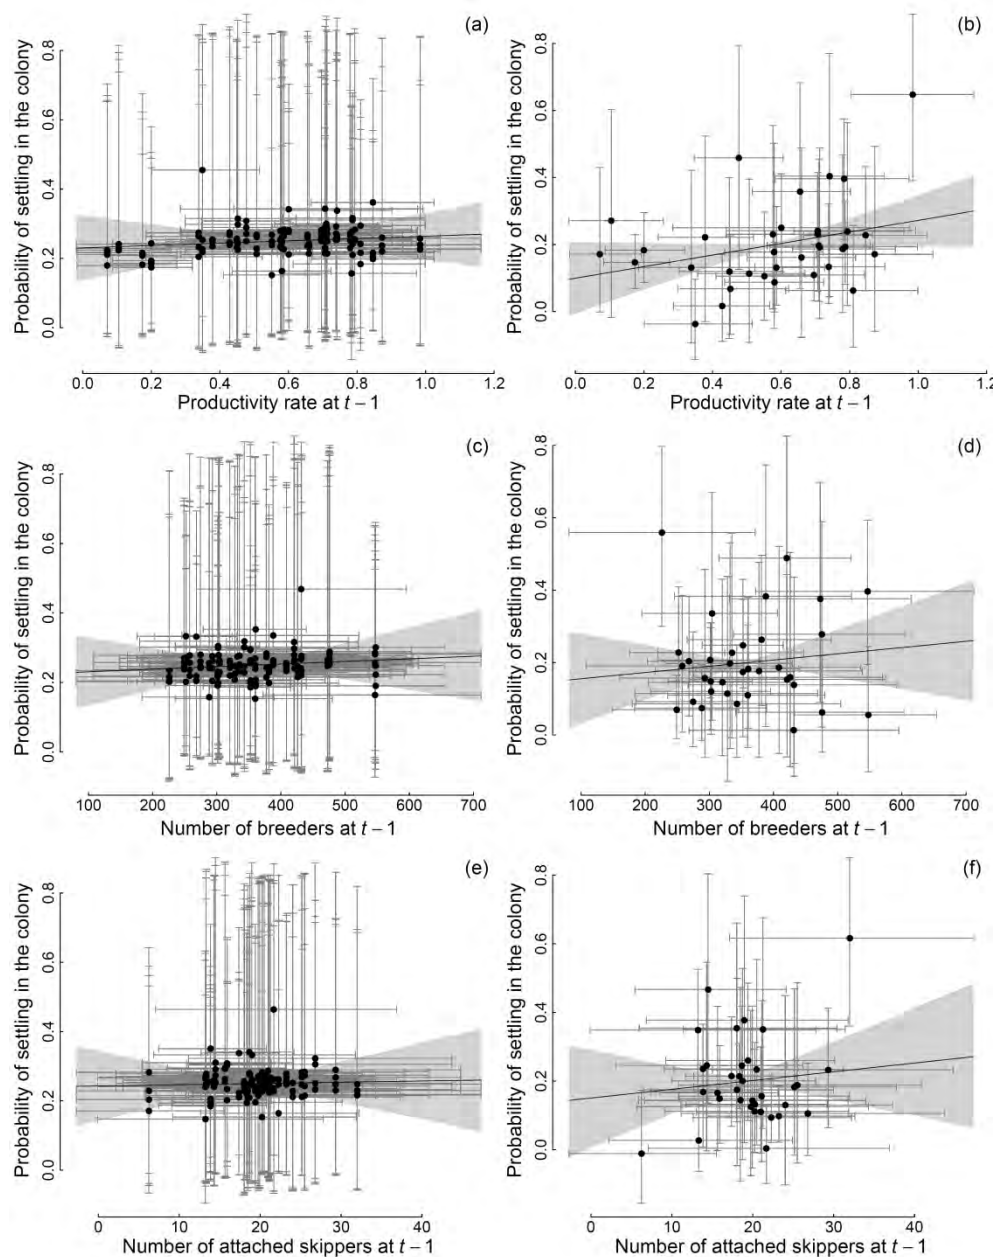 (a)
Probability of settling in the colony
0.8
0.6
0.4
0.2
0.0
0.0 0.2 0.4 0.6 0.8 1.0 1.2
Productivity rate at t – 1
(b)
Probability of settling in the colony
0.8
0.6
0.4
0.2
0.0
0.0 0.2 0.4 0.6 0.8 1.0 1.2
Productivity rate at t – 1
(c)
Probability of settling in the colony
0.8
0.6
0.4
0.2
0.0
100 200 300 400 500 600 700
Number of breeders at t – 1
(d)
Probability of settling in the colony
0.8
0.6
0.4
0.2
0.0
100 200 300 400 500 600 700
Number of breeders at t – 1
(e)
Probability of settling in the colony
0.8
0.6
0.4
0.2
0.0
0 10 20 30 40
Number of attached skippers at t – 1
(f)
Probability of settling in the colony
0.8
0.6
0.4
0.2
0.0
0 10 20 30 40
Number of attached skippers at t – 1